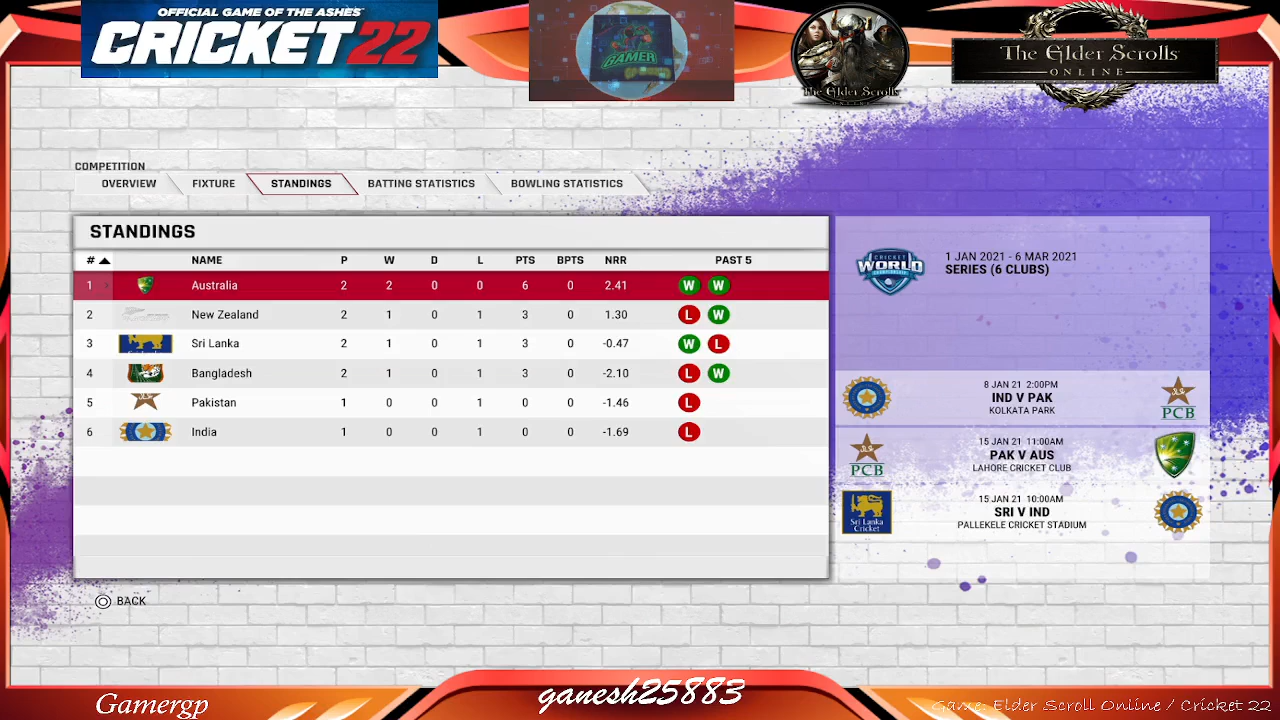 OFFICIAL GAME OF THE ASHES™
CRICKET 22
GAMER
The Elder Scrolls
ONLINE
The Elder Scrolls
ONLINE
COMPETITION
OVERVIEW FIXTURE STANDINGS BATTING STATISTICS BOWLING STATISTICS
STANDINGS
# NAME P W D L PTS BPTS NRR PAST 5
1 Australia 2 2 0 0 6 0 2.41 W W
2 New Zealand 2 1 0 1 3 0 1.30 L W
3 Sri Lanka 2 1 0 1 3 0 -0.47 W L
4 Bangladesh 2 1 0 1 3 0 -2.10 L W
5 Pakistan 1 0 0 1 0 0 -1.46 L
6 India 1 0 0 1 0 0 -1.69 L
CRICKET
WORLD
CHAMPIONSHIP
1 JAN 2021 - 6 MAR 2021
SERIES (6 CLUBS)
8 JAN 21 2:00PM
IND V PAK
KOLKATA PARK
PCB
15 JAN 21 11:00AM
PAK V AUS
LAHORE CRICKET CLUB
PCB
15 JAN 21 10:00AM
SRI V IND
PALLEKELE CRICKET STADIUM
Sri Lanka
Cricket
BACK
Gamergp
ganesh25883
Game: Elder Scroll Online / Cricket 22